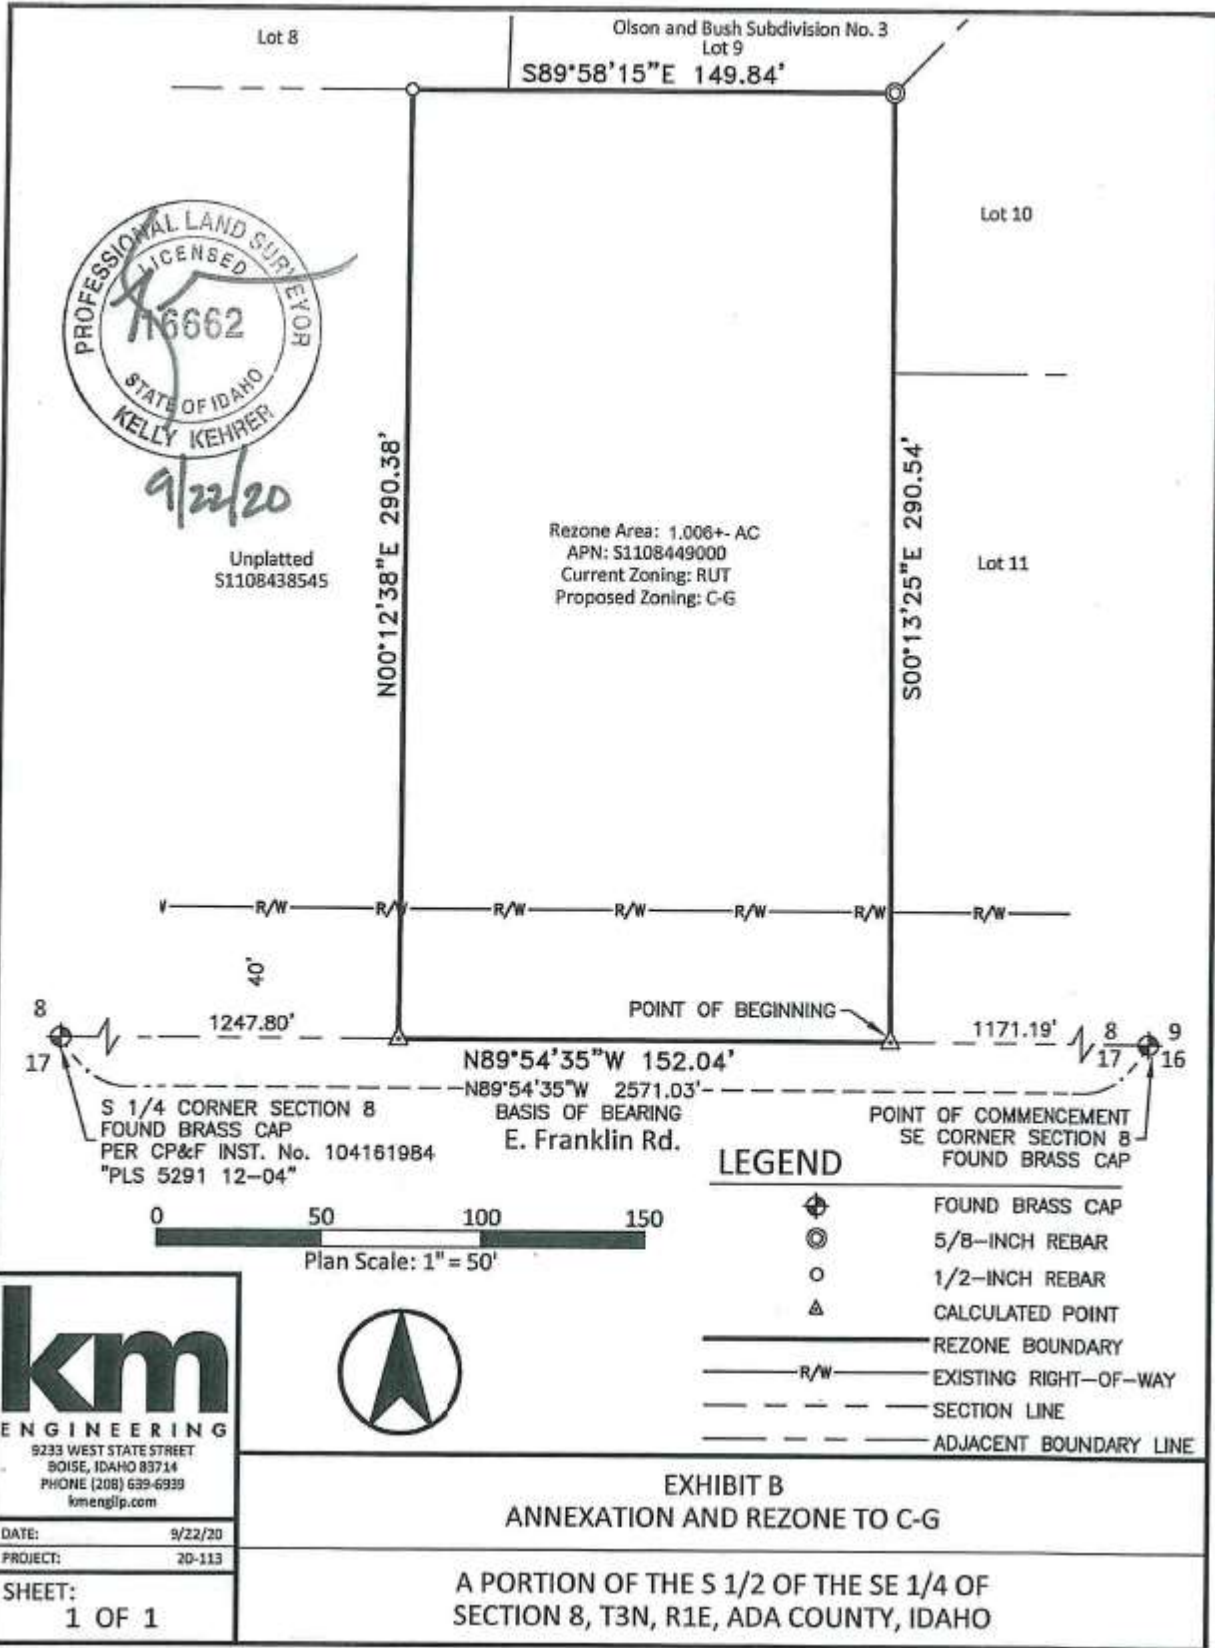 Lot 8
Olson and Bush Subdivision No. 3
Lot 9
S89°58'15"E 149.84'
Lot 10
PROFESSIONAL LAND SURVEYOR
LICENSED
16662
STATE OF IDAHO
KELLY KEHRER
9/22/20
N00°12'38"E 290.38'
S00°13'25"E 290.54'
Unplatted
S1108438545
Rezone Area: 1.006+- AC
APN: S1108449000
Current Zoning: RUT
Proposed Zoning: C-G
Lot 11
R/W R/W R/W R/W R/W R/W R/W
40'
POINT OF BEGINNING
8
17
1247.80'
1171.19'
8 9
17 16
N89°54'35"W 152.04'
N89°54'35"W 2571.03'
BASIS OF BEARING
E. Franklin Rd.
S 1/4 CORNER SECTION 8
FOUND BRASS CAP
PER CP&F INST. No. 104161984
"PLS 5291 12-04"
POINT OF COMMENCEMENT
SE CORNER SECTION 8
FOUND BRASS CAP
LEGEND
FOUND BRASS CAP
5/8-INCH REBAR
1/2-INCH REBAR
CALCULATED POINT
REZONE BOUNDARY
R/W EXISTING RIGHT-OF-WAY
SECTION LINE
ADJACENT BOUNDARY LINE
0 50 100 150
Plan Scale: 1" = 50'
km
ENGINEERING
9233 WEST STATE STREET
BOISE, IDAHO 83714
PHONE (208) 639-6939
kmengllp.com
DATE: 9/22/20
PROJECT: 20-113
SHEET:
1 OF 1
EXHIBIT B
ANNEXATION AND REZONE TO C-G
A PORTION OF THE S 1/2 OF THE SE 1/4 OF
SECTION 8, T3N, R1E, ADA COUNTY, IDAHO